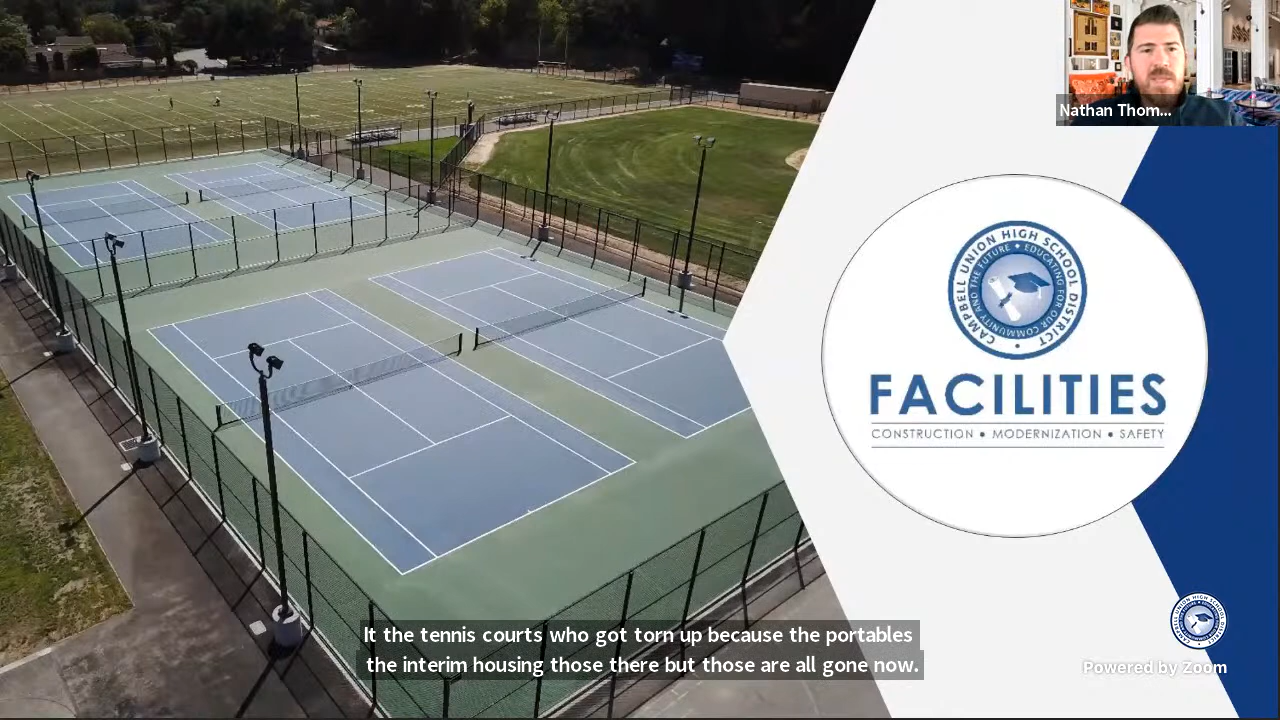 Nathan Thom...
CAMPBELL UNION HIGH SCHOOL DISTRICT
EDUCATING FOR OUR COMMUNITY AND THE FUTURE
FACILITIES
CONSTRUCTION • MODERNIZATION • SAFETY
It the tennis courts who got torn up because the portables
the interim housing those there but those are all gone now.
Powered by Zoom